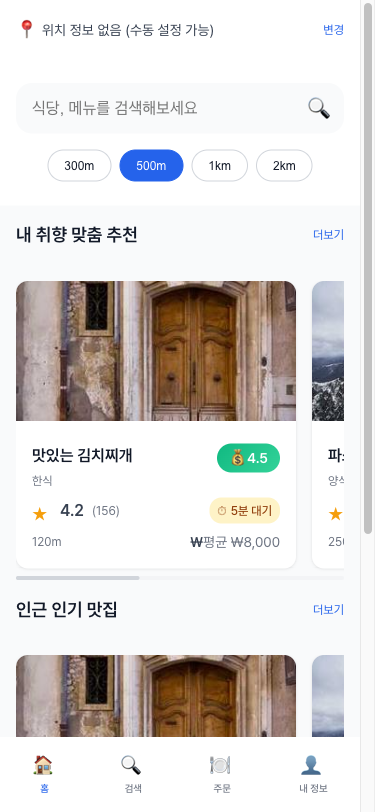 위치 정보 없음 (수동 설정 가능) 변경
식당, 메뉴를 검색해보세요
300m 500m 1km 2km
내 취향 맞춤 추천 더보기
맛있는 김치찌개 4.5
한식
4.2 (156) 5분 대기
120m ₩평균 ₩8,000
양식
인근 인기 맛집 더보기
홈 검색 주문 내 정보